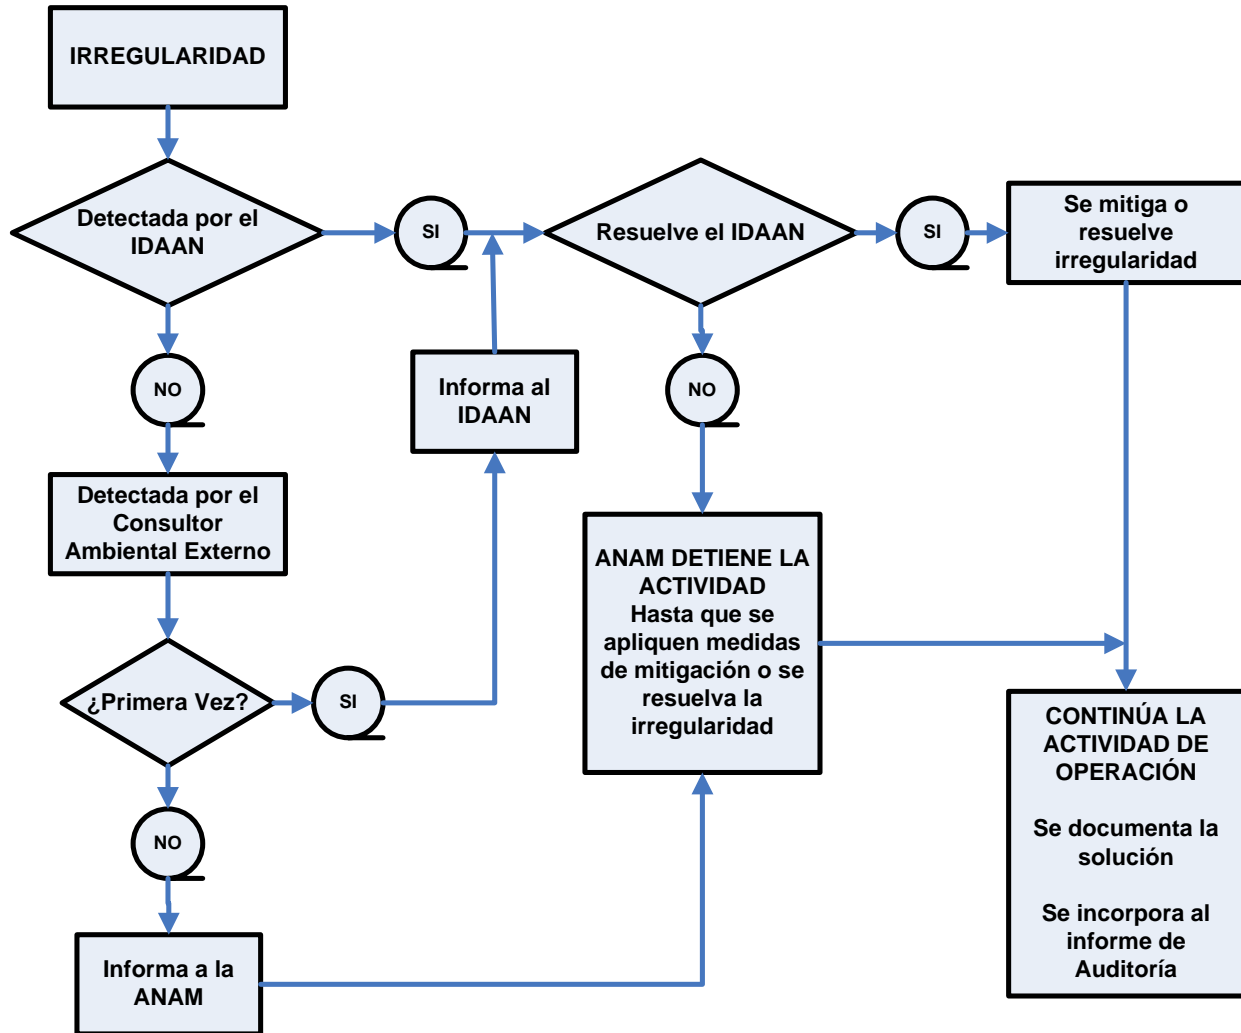 IRREGULARIDAD
Detectada por el
IDAAN
SI
Resuelve el IDAAN
SI
Se mitiga o
resuelve
irregularidad
NO
Informa al
IDAAN
NO
Detectada por el
Consultor
Ambiental Externo
ANAM DETIENE LA
ACTIVIDAD
Hasta que se
apliquen medidas
de mitigación o se
resuelva la
irregularidad
¿Primera Vez?
SI
CONTINÚA LA
ACTIVIDAD DE
OPERACIÓN
Se documenta la
solución
Se incorpora al
informe de
Auditoría
NO
Informa a la
ANAM